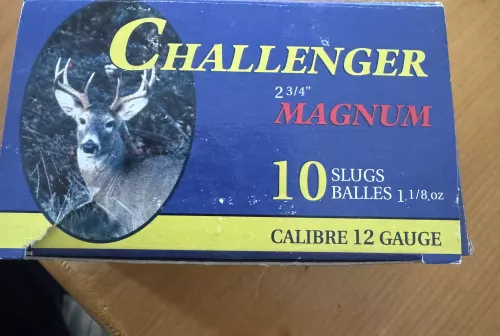 CHALLENGER
2 3/4"
MAGNUM
10 SLUGS
BALLES 1 1/8 oz
CALIBRE 12 GAUGE